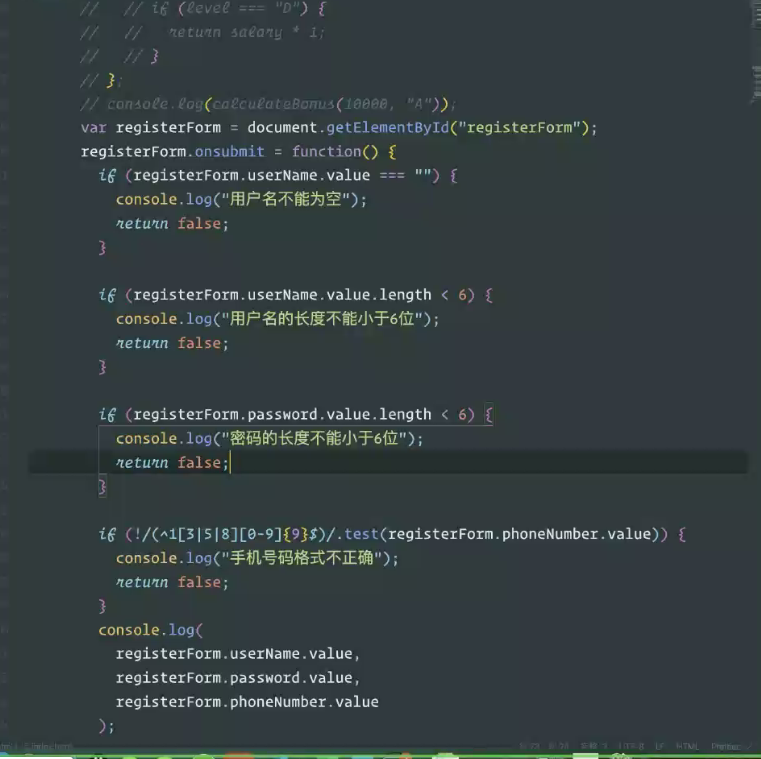 //   // if (level === "D") {
//   //   return salary * 1;
//   // }
// };
// console.log(calculateBonus(10000, "A"));
var registerForm = document.getElementById("registerForm");
registerForm.onsubmit = function() {
if (registerForm.userName.value === "") {
console.log("用户名不能为空");
return false;
}
if (registerForm.userName.value.length < 6) {
console.log("用户名的长度不能小于6位");
return false;
}
if (registerForm.password.value.length < 6) {
console.log("密码的长度不能小于6位");
return false;
}
if (!/(^1[3|5|8][0-9]{9}$)/.test(registerForm.phoneNumber.value)) {
console.log("手机号码格式不正确");
return false;
}
console.log(
registerForm.userName.value,
registerForm.password.value,
registerForm.phoneNumber.value
);
LF HTML Prettier